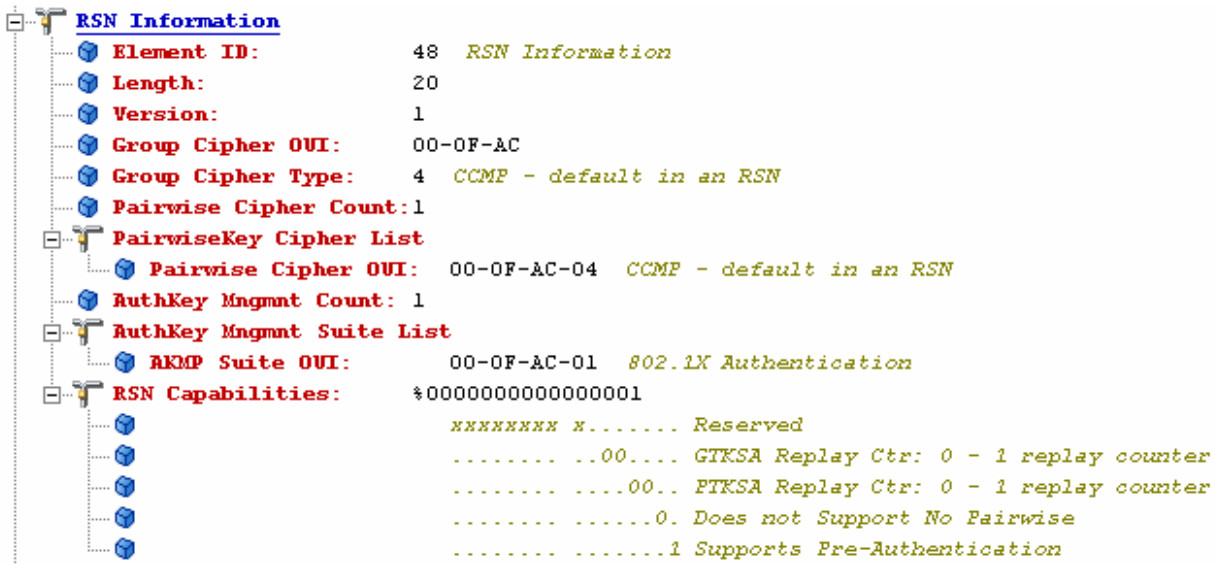 RSN Information
Element ID: 48 RSN Information
Length: 20
Version: 1
Group Cipher OUI: 00-0F-AC
Group Cipher Type: 4 CCMP - default in an RSN
Pairwise Cipher Count:1
PairwiseKey Cipher List
Pairwise Cipher OUI: 00-0F-AC-04 CCMP - default in an RSN
AuthKey Mngmnt Count: 1
AuthKey Mngmnt Suite List
AKMP Suite OUI: 00-0F-AC-01 802.1X Authentication
RSN Capabilities: %0000000000000001
xxxxxxxx x....... Reserved
........ ..00.... GTKSA Replay Ctr: 0 - 1 replay counter
........ ....00.. PTKSA Replay Ctr: 0 - 1 replay counter
........ ......0. Does not Support No Pairwise
........ .......1 Supports Pre-Authentication